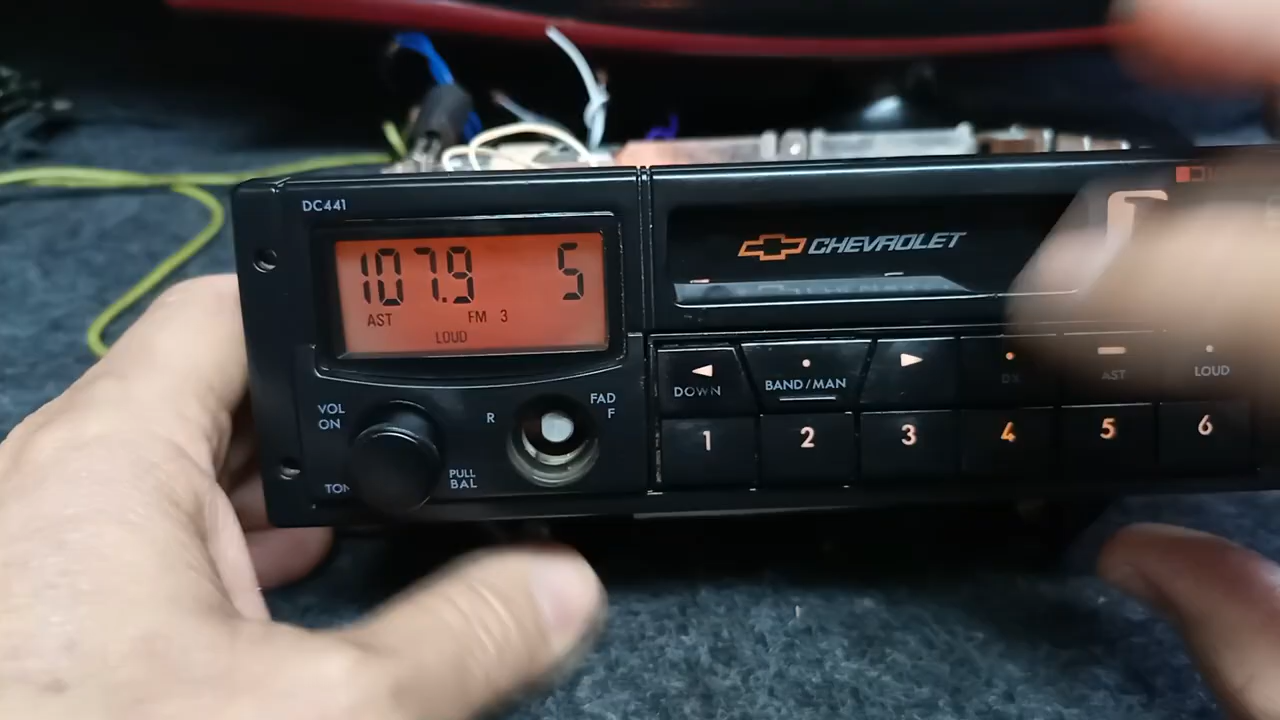 DC441
107.9 5
AST FM 3
LOUD
CHEVROLET
VOL
ON
PULL
BAL
R
FAD
F
DOWN
BAND/MAN
DX
AST
LOUD
1 2 3 4 5 6